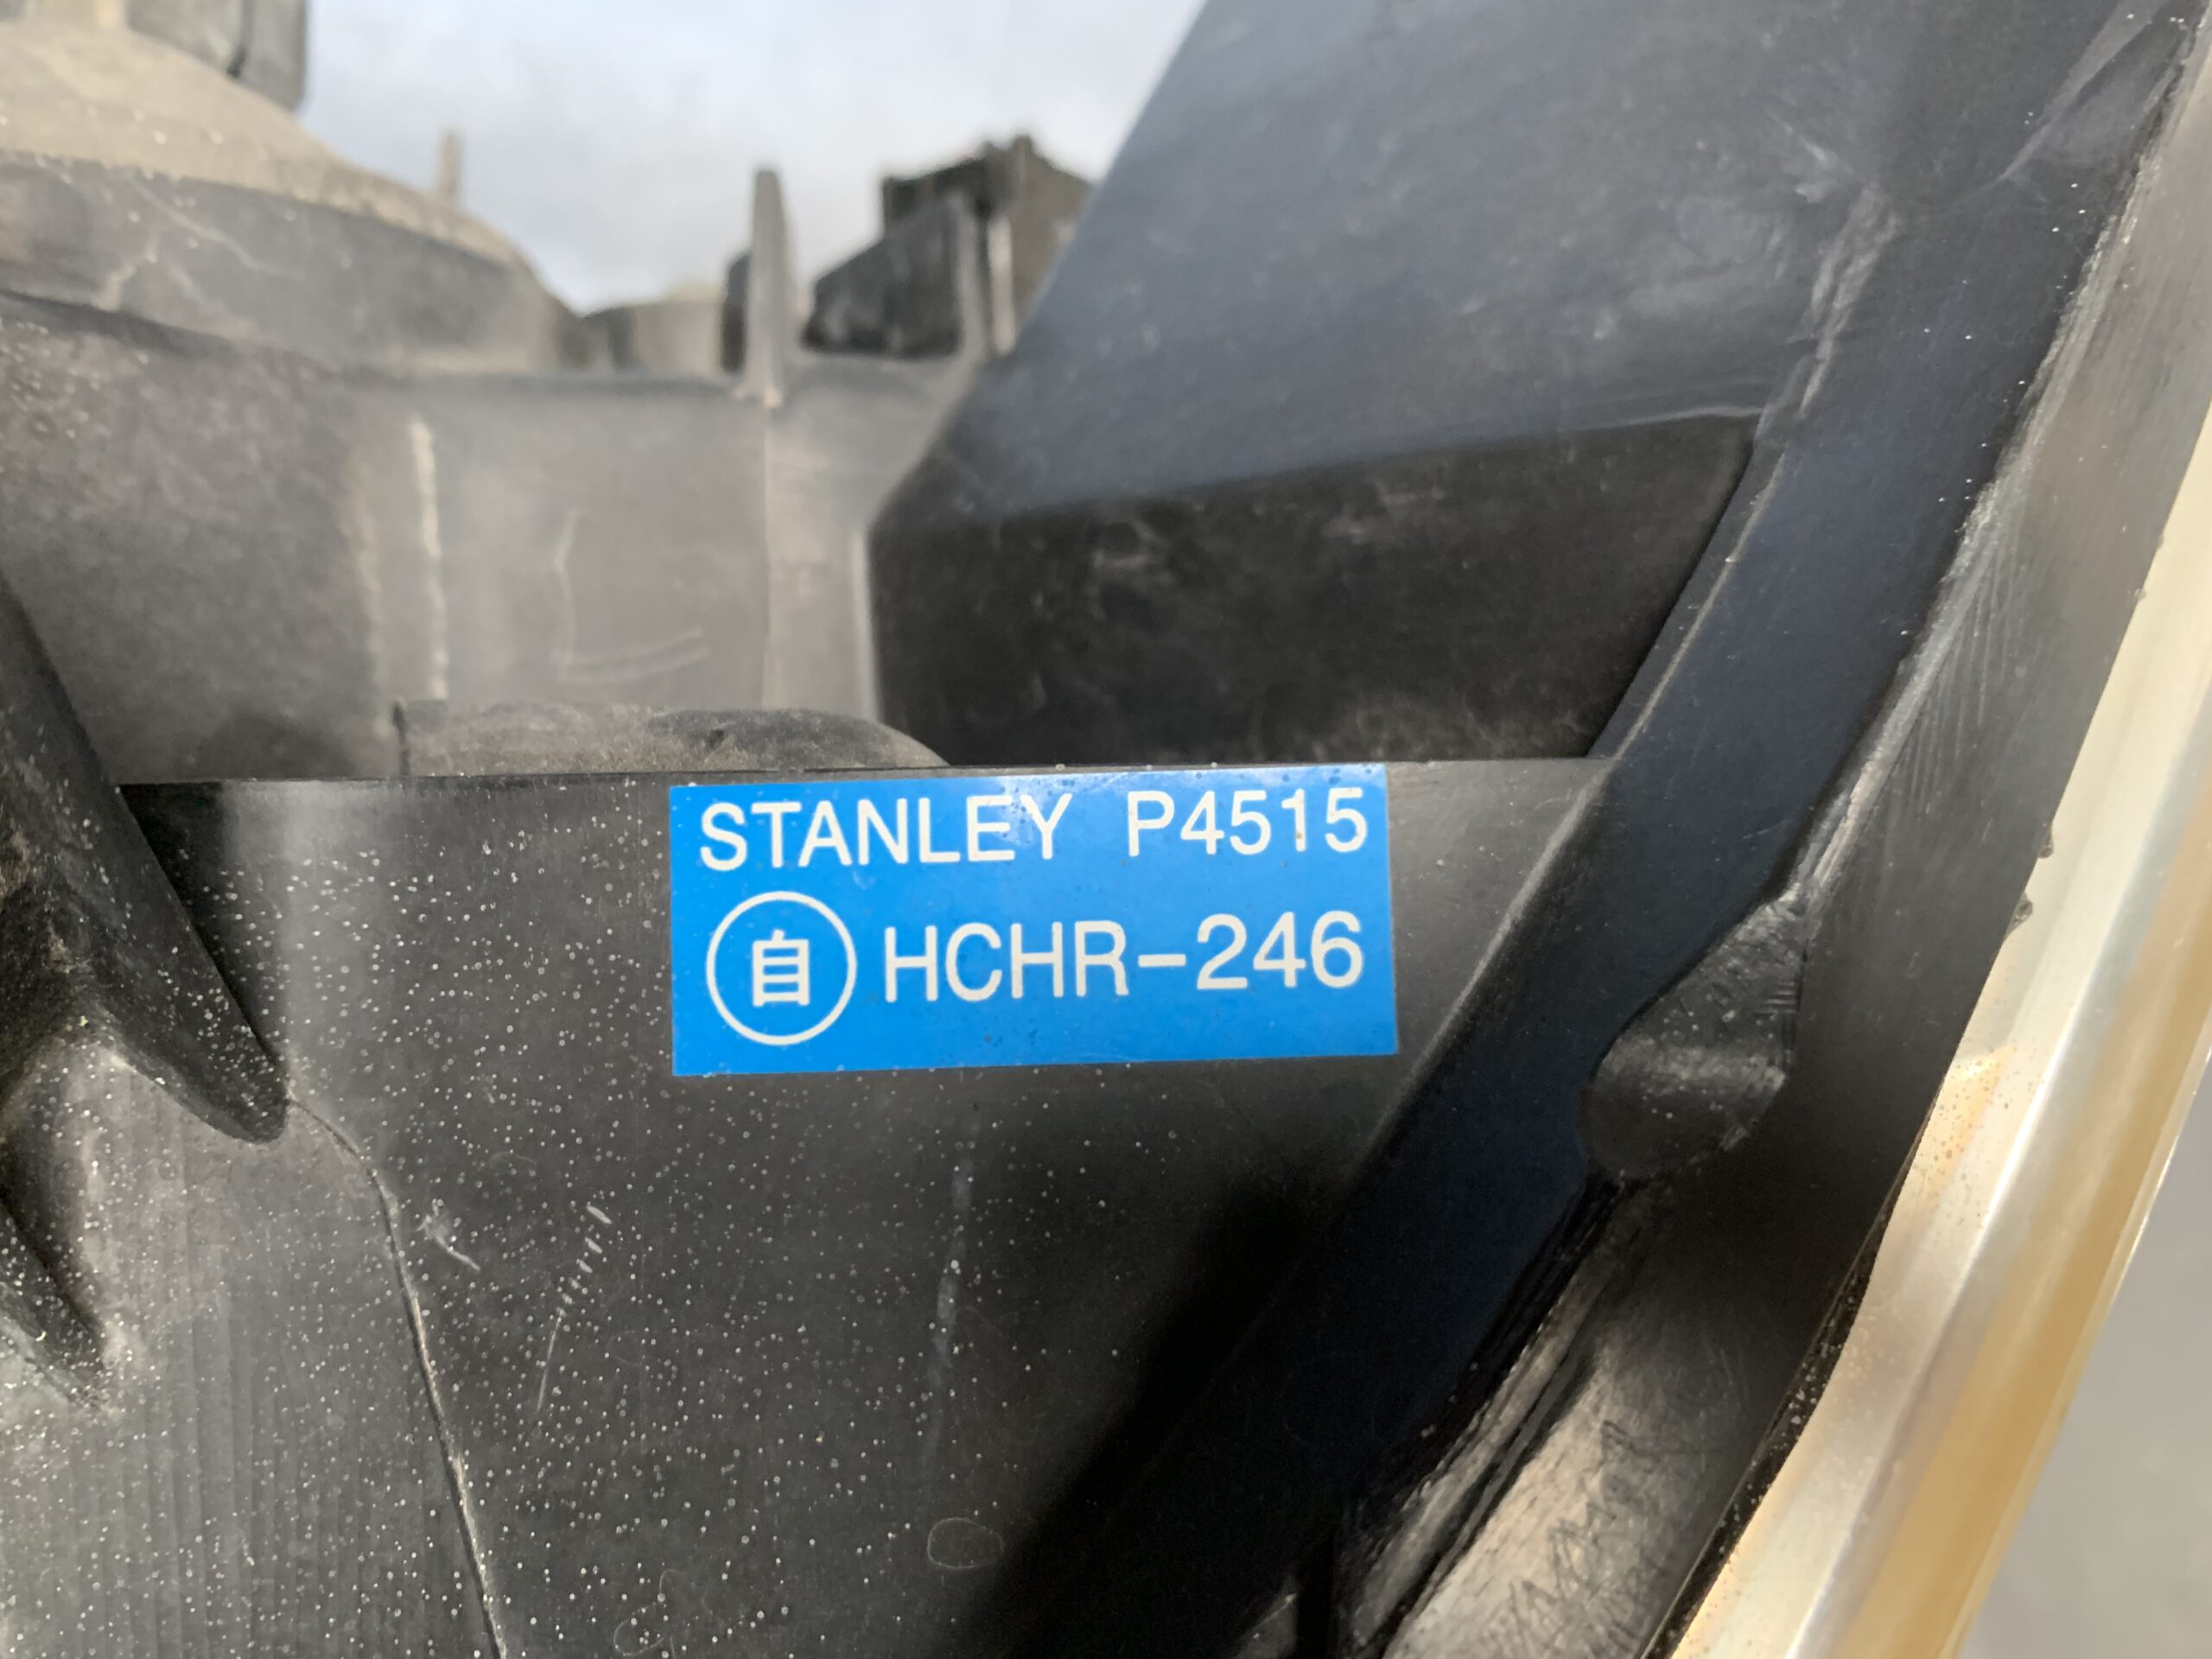 STANLEY P4515
自 HCHR-246